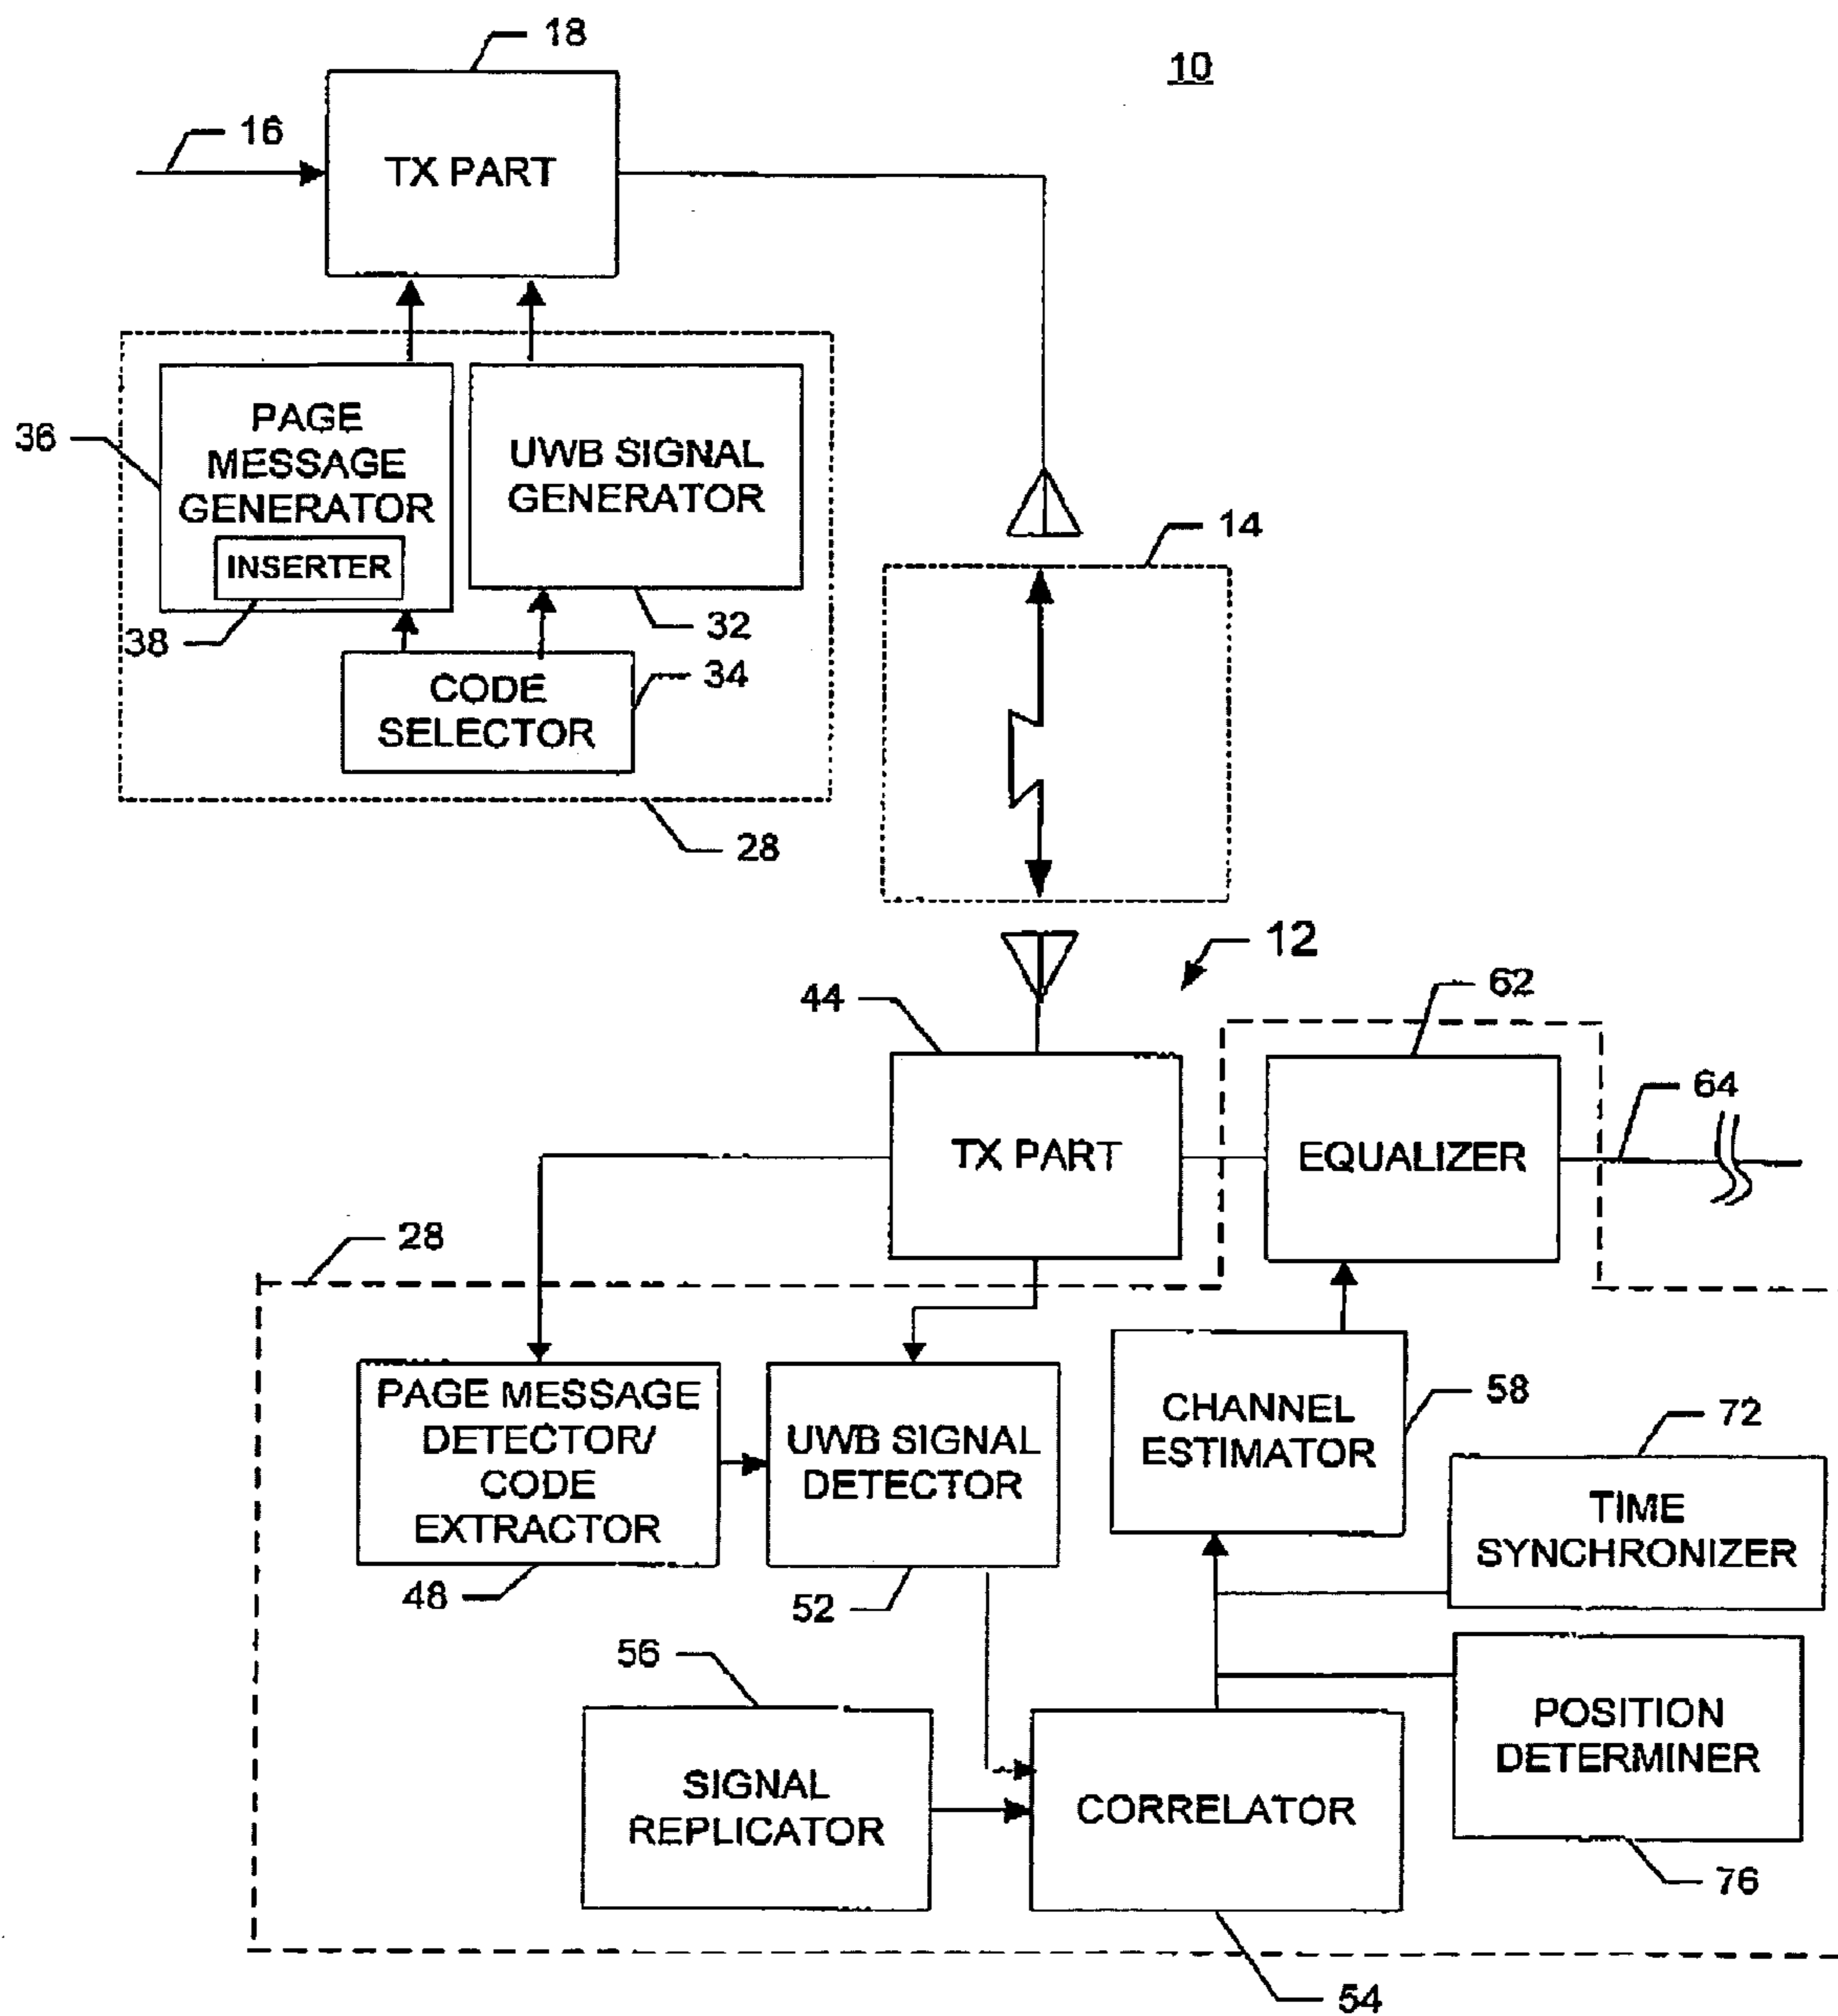 18
10
16
TX PART
36
PAGE
MESSAGE
GENERATOR
INSERTER
38
UWB SIGNAL
GENERATOR
32
CODE
SELECTOR
34
28
14
12
44
TX PART
62
EQUALIZER
64
28
PAGE MESSAGE
DETECTOR/
CODE
EXTRACTOR
48
UWB SIGNAL
DETECTOR
52
CHANNEL
ESTIMATOR
58
72
TIME
SYNCHRONIZER
56
SIGNAL
REPLICATOR
CORRELATOR
54
POSITION
DETERMINER
76